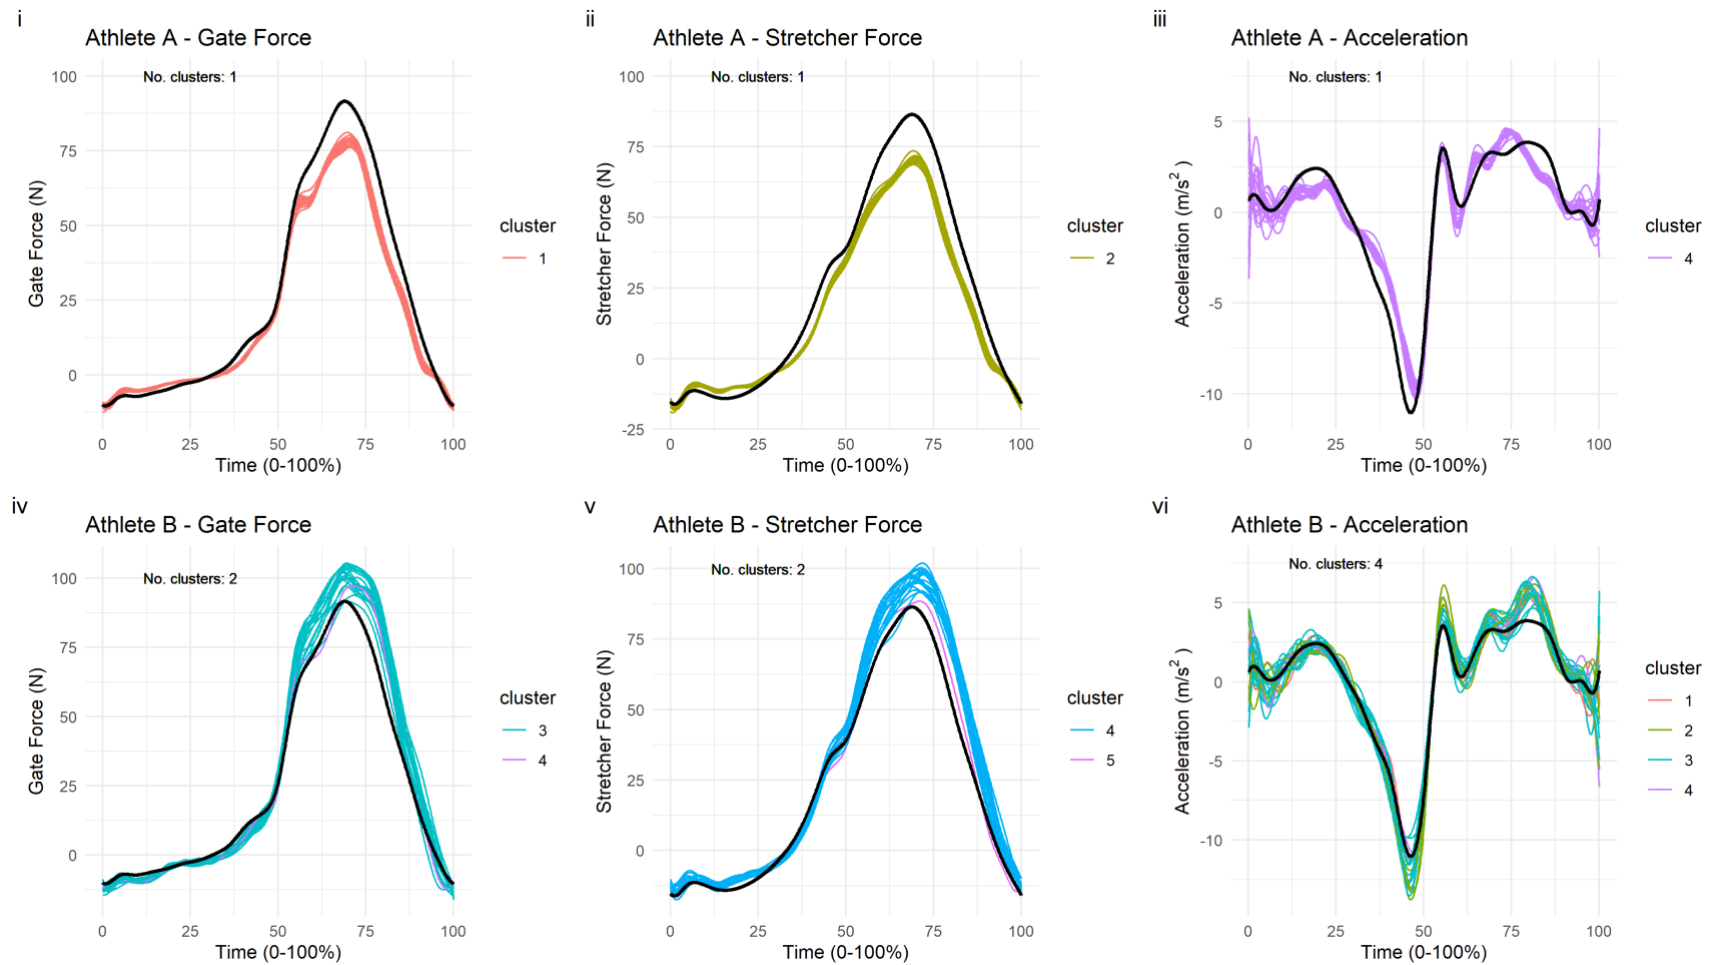 i
Athlete A - Gate Force
No. clusters: 1
100
75
50
25
0
Gate Force (N)
0 25 50 75 100
Time (0-100%)
cluster
1
ii
Athlete A - Stretcher Force
No. clusters: 1
100
75
50
25
0
-25
Stretcher Force (N)
0 25 50 75 100
Time (0-100%)
cluster
2
iii
Athlete A - Acceleration
No. clusters: 1
5
0
-5
-10
Acceleration (m/s²)
0 25 50 75 100
Time (0-100%)
cluster
4
iv
Athlete B - Gate Force
No. clusters: 2
100
75
50
25
0
Gate Force (N)
0 25 50 75 100
Time (0-100%)
cluster
3
4
v
Athlete B - Stretcher Force
No. clusters: 2
100
75
50
25
0
Stretcher Force (N)
0 25 50 75 100
Time (0-100%)
cluster
4
5
vi
Athlete B - Acceleration
No. clusters: 4
5
0
-5
-10
Acceleration (m/s²)
0 25 50 75 100
Time (0-100%)
cluster
1
2
3
4